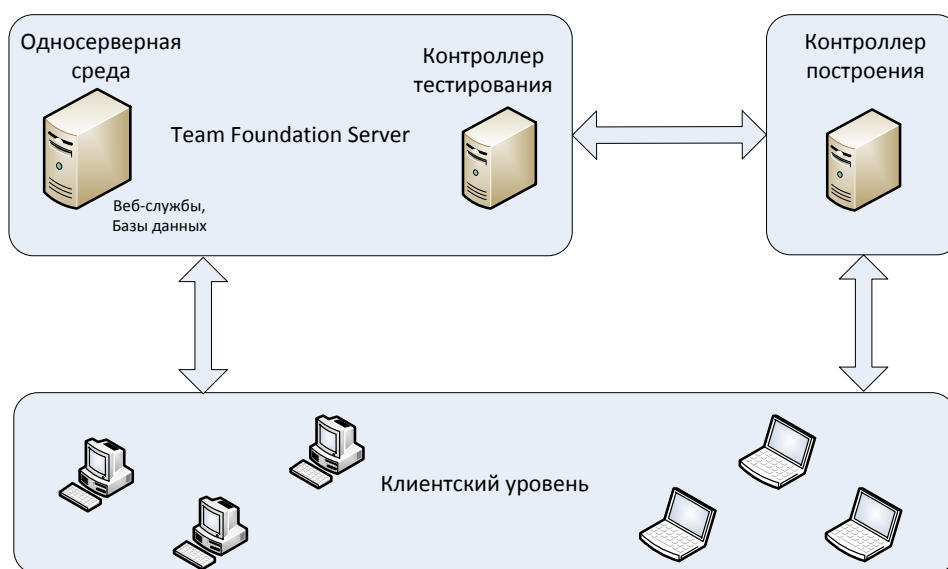 Односерверная
среда
Team Foundation Server
Веб-службы,
Базы данных
Контроллер
тестирования
Контроллер
построения
Клиентский уровень